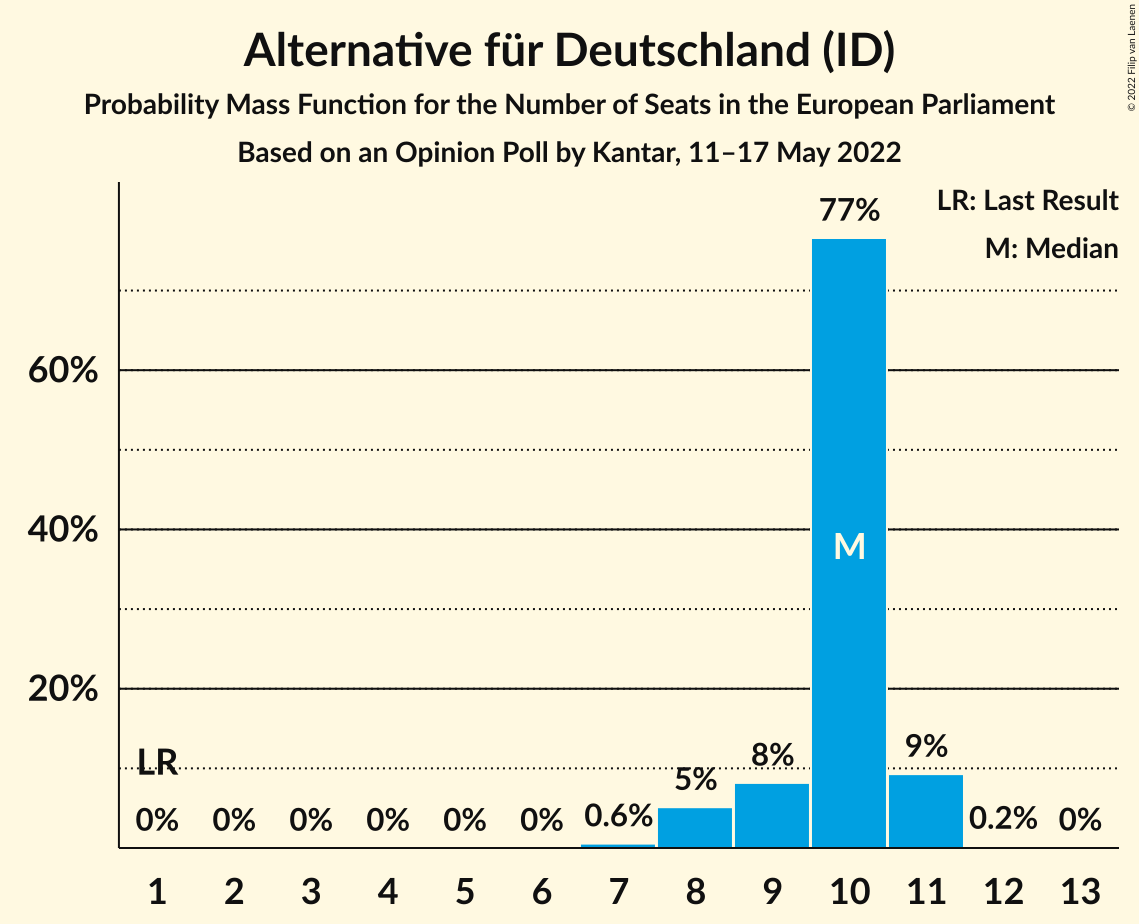 Alternative für Deutschland (ID)
Probability Mass Function for the Number of Seats in the European Parliament
Based on an Opinion Poll by Kantar, 11–17 May 2022
© 2022 Filip van Laenen
LR: Last Result
M: Median
77%
60%
40%
20%
M
LR
0%
0%
0%
0%
0%
0%
0.6%
5%
8%
9%
0.2%
0%
1 2 3 4 5 6 7 8 9 10 11 12 13